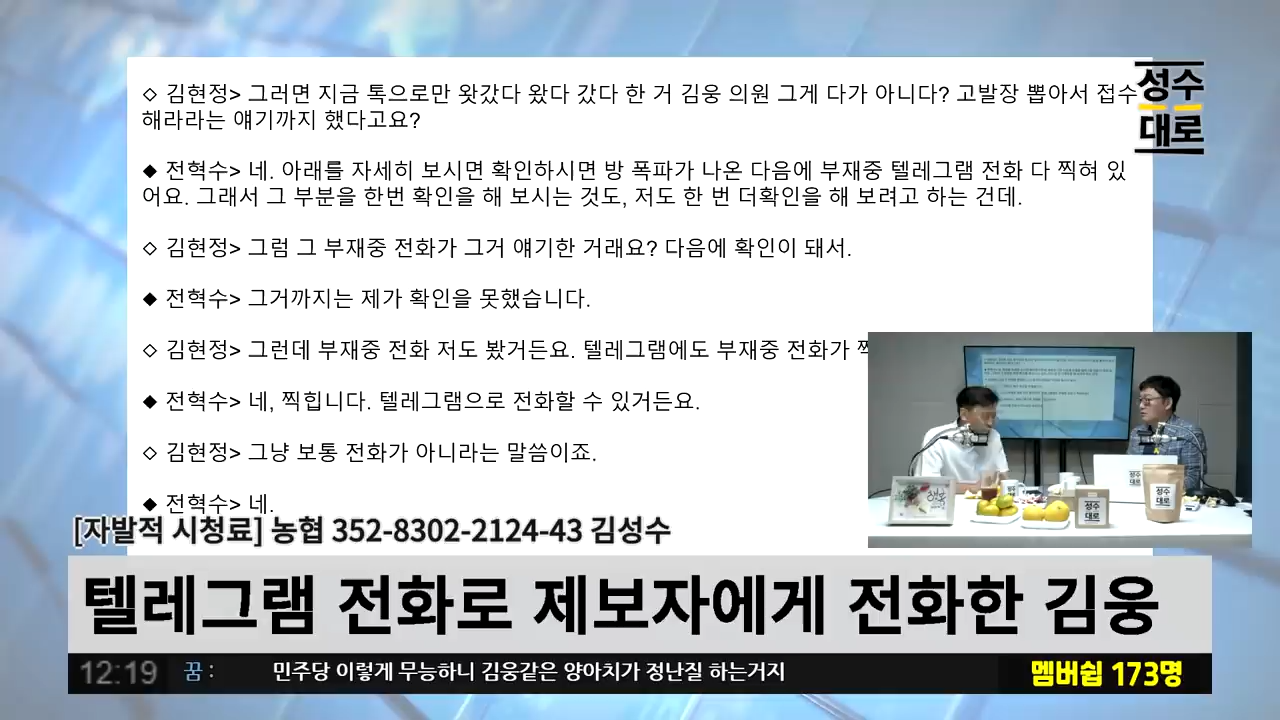 ◇ 김현정> 그러면 지금 톡으로만 왓갔다 왔다 갔다 한 거 김웅 의원 그게 다가 아니다? 고발장 뽑아서 접수
해라라는 얘기까지 했다고요?
◆ 전혁수> 네. 아래를 자세히 보시면 확인하시면 방 폭파가 나온 다음에 부재중 텔레그램 전화 다 찍혀 있
어요. 그래서 그 부분을 한번 확인을 해 보시는 것도, 저도 한 번 더확인을 해 보려고 하는 건데.
◇ 김현정> 그럼 그 부재중 전화가 그거 얘기한 거래요? 다음에 확인이 돼서.
◆ 전혁수> 그거까지는 제가 확인을 못했습니다.
◇ 김현정> 그런데 부재중 전화 저도 봤거든요. 텔레그램에도 부재중 전화가
◆ 전혁수> 네, 찍힙니다. 텔레그램으로 전화할 수 있거든요.
◇ 김현정> 그냥 보통 전화가 아니라는 말씀이죠.
◆ 전혁수> 네.
성수
대로
성수
대로
성수
대로
성수
대로
[자발적 시청료] 농협 352-8302-2124-43 김성수
텔레그램 전화로 제보자에게 전화한 김웅
12:19 꿈 : 민주당 이렇게 무능하니 김웅같은 양아치가 정난질 하는거지 멤버쉽 173명